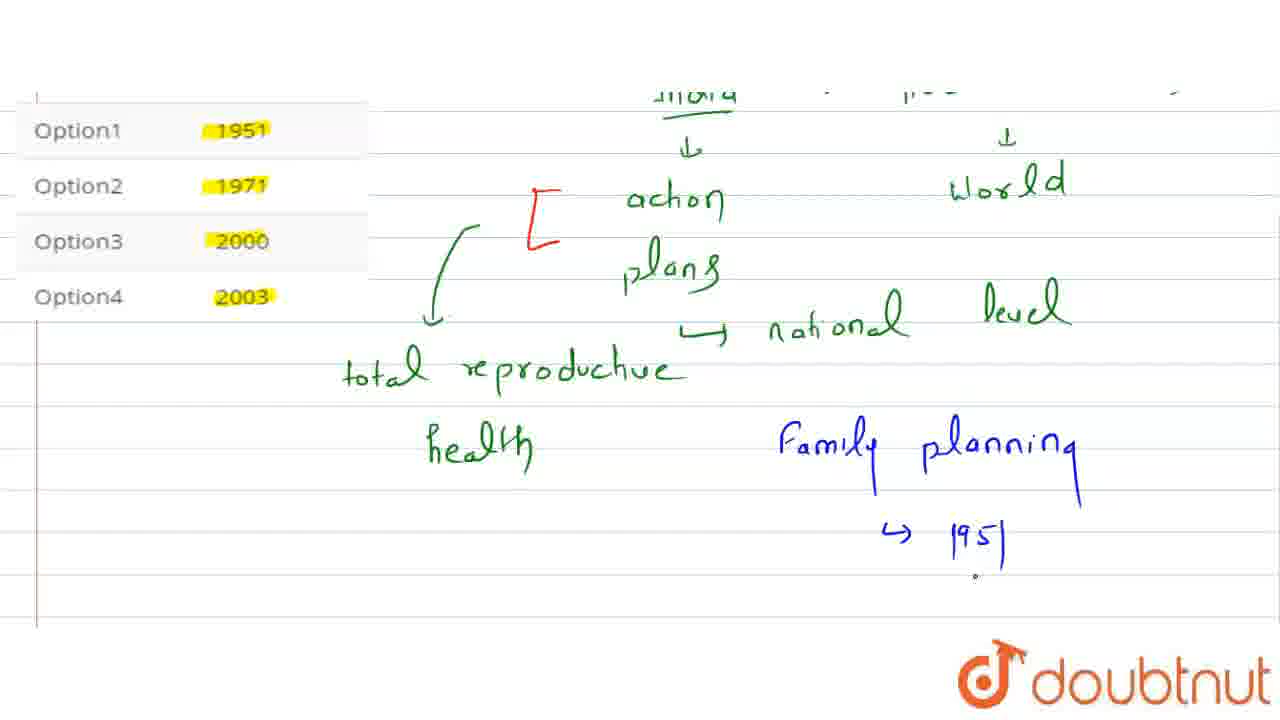 Option1 1951
Option2 1971
Option3 2000
Option4 2003
↓ ↓
action World
plans
↪ national level
total reproductive
health
Family planning
↪ 1951
doubtnut